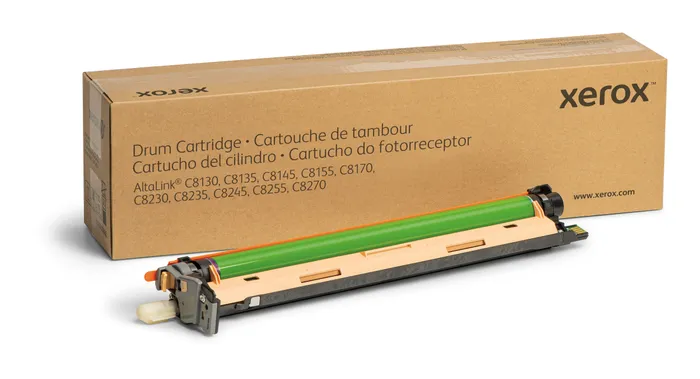 xerox
xerox™
Drum Cartridge • Cartouche de tambour
Cartucho del cilindro • Cartucho do fotorreceptor
AltaLink® C8130, C8135, C8145, C8155, C8170,
C8230, C8235, C8245, C8255, C8270
www.xerox.com